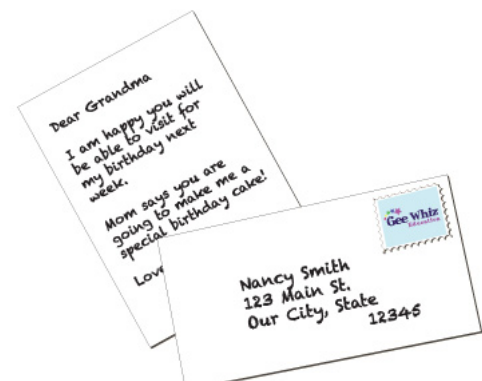 Dear Grandma
I am happy you will
be able to visit for
my birthday next
week.
Mom says you are
going to make me a
special birthday cake!
Love
Gee Whiz
Education
Nancy Smith
123 Main St.
Our City, State
12345